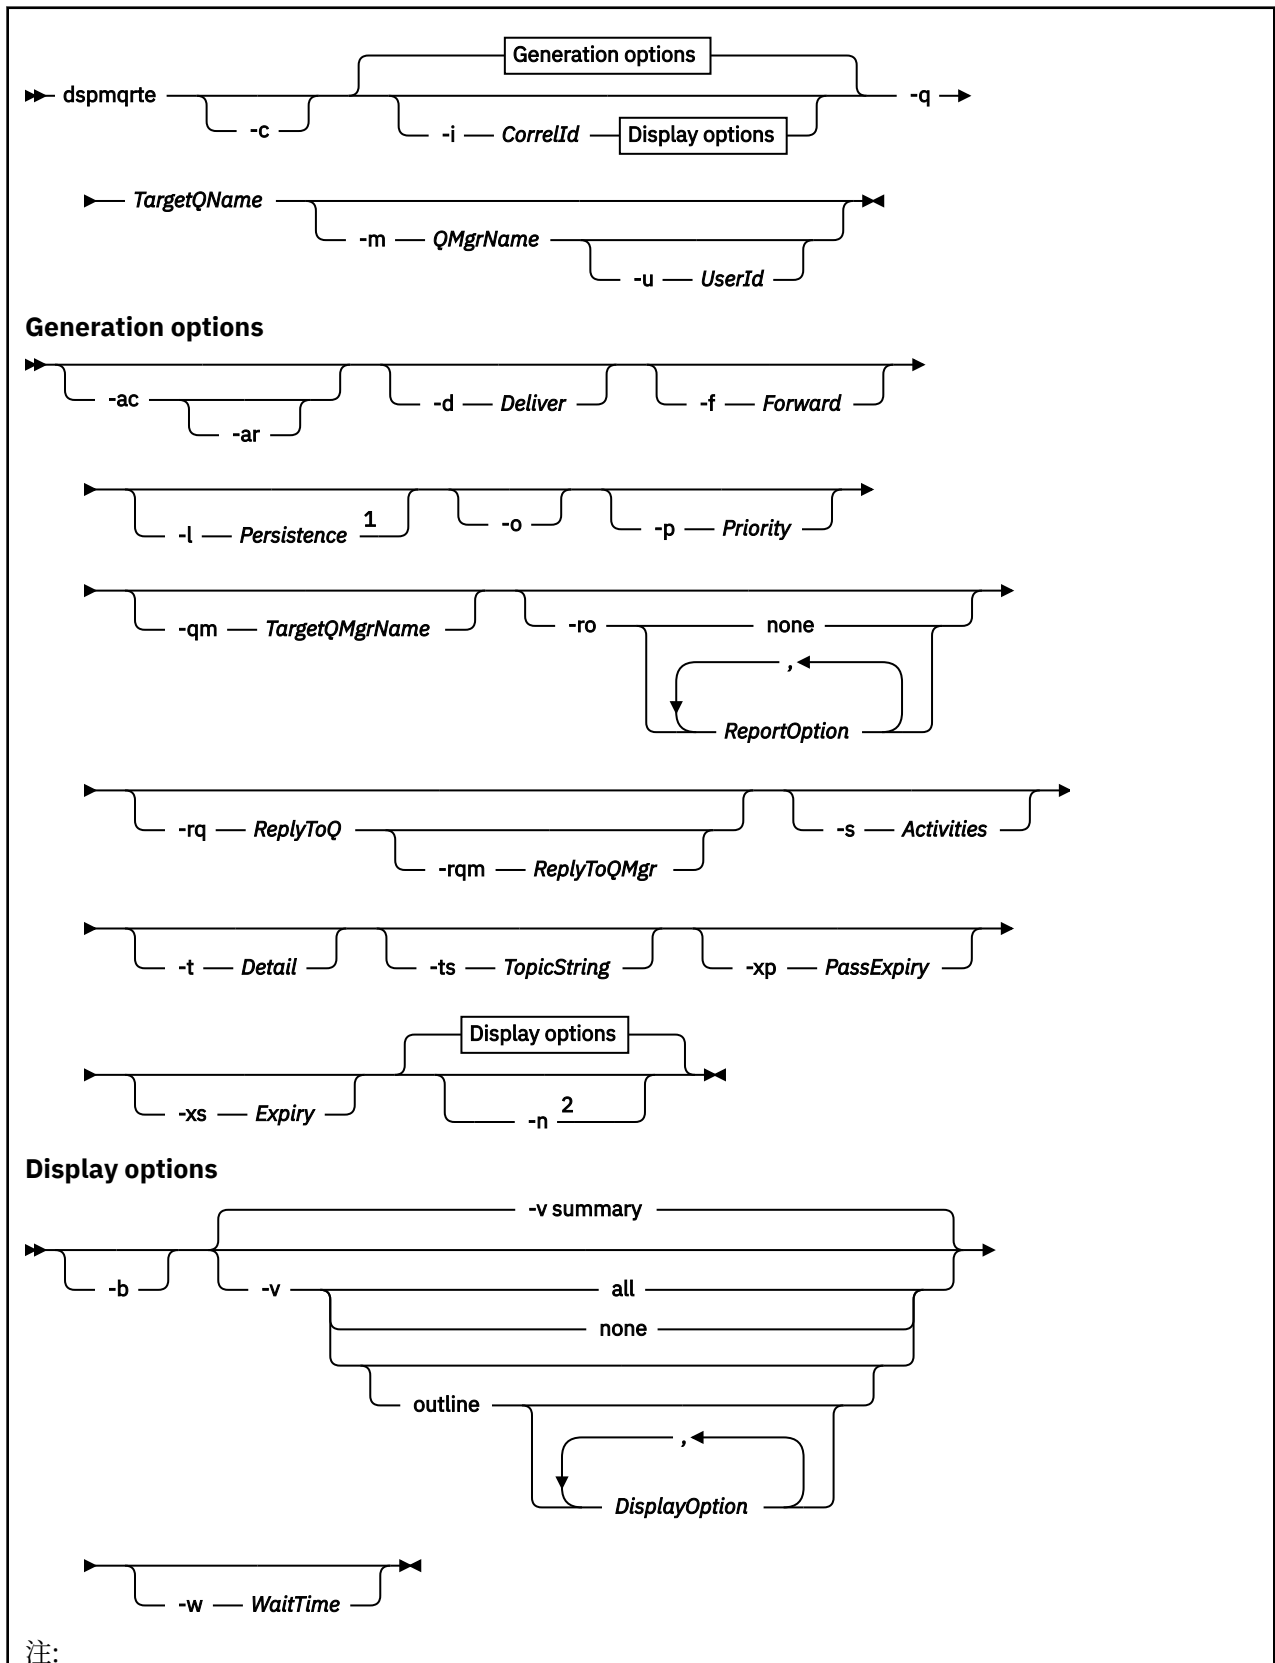 Generation options
dspmqrte -c -q
-i CorrelId Display options
TargetQName
-m QMgrName
-u UserId
Generation options
-ac -d Deliver -f Forward
-ar
-l Persistence 1 -o -p Priority
-qm TargetQMgrName -ro none
,
ReportOption
-rq ReplyToQ -s Activities
-rqm ReplyToQMgr
-t Detail -ts TopicString -xp PassExpiry
Display options
-xs Expiry -n 2
Display options
-v summary
-b -v all
none
outline
,
DisplayOption
-w WaitTime
注: